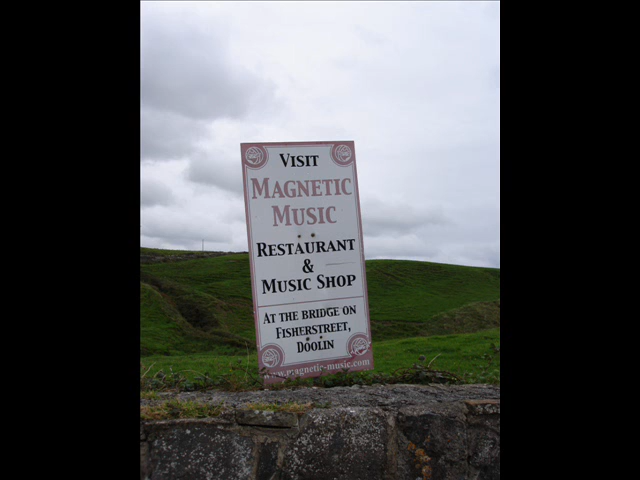 VISIT
MAGNETIC
MUSIC
RESTAURANT
&
MUSIC SHOP
AT THE BRIDGE ON
FISHERSTREET,
DOOLIN
www.magnetic-music.com